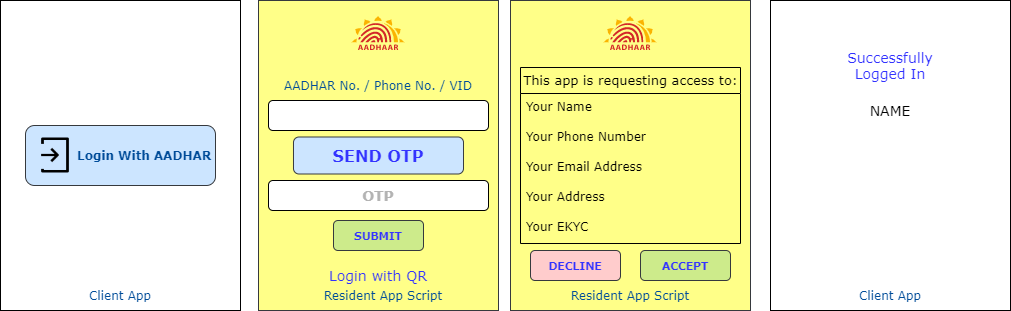 Login With AADHAR
Client App
AADHAAR
AADHAR No. / Phone No. / VID
SEND OTP
OTP
SUBMIT
Login with QR
Resident App Script
AADHAAR
This app is requesting access to:
Your Name
Your Phone Number
Your Email Address
Your Address
Your EKYC
DECLINE
ACCEPT
Resident App Script
Successfully
Logged In
NAME
Client App